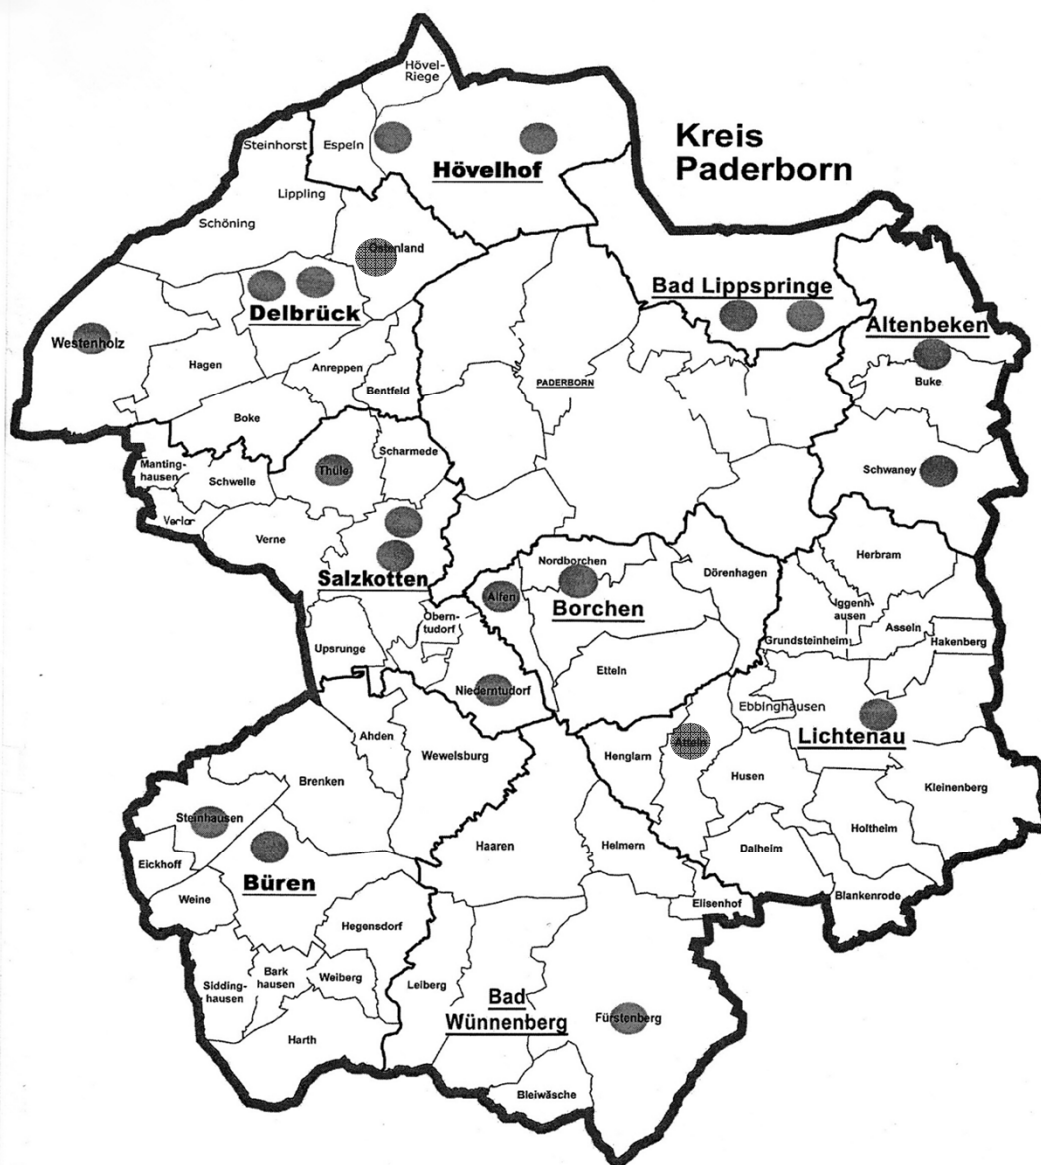 Hövel-
Riege
Kreis
Paderborn
Steinhorst
Espeln
Hövelhof
Lippling
Schöning
Ostenland
Delbrück
Bad Lippspringe
Altenbeken
Westenholz
Hagen
Anreppen
Bentfeld
PADERBORN
Buke
Boke
Scharmede
Manting-
hausen
Schwelle
Thüle
Schwaney
Verlar
Verne
Salzkotten
Nordborchen
Alfen
Borchen
Dörenhagen
Herbram
Iggenh
ausen
Asseln
Hakenberg
Grundsteinheim
Obern-
tudorf
Upsrunge
Etteln
Niederntudorf
Ebbinghausen
Lichtenau
Ahden
Wewelsburg
Henglarn
Atteln
Husen
Kleinenberg
Brenken
Steinhausen
Holtheim
Haaren
Helmern
Dalheim
Eickhoff
Büren
Weine
Elisenhof
Blankenrode
Hegensdorf
Sidding-
hausen
Bark
hausen
Weiberg
Leiberg
Bad
Wünnenberg
Fürstenberg
Harth
Bleiwäsche